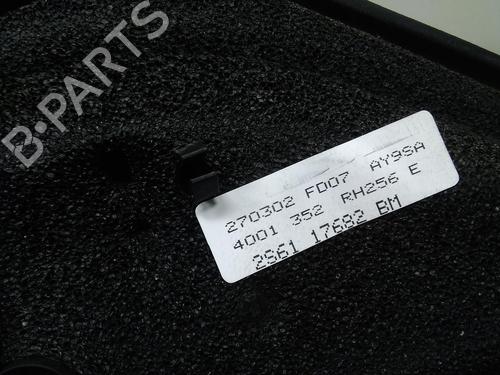 B-PARTS
270302 FD07 AY9SA
4001 352 RH256 E
2S61 17682 BM